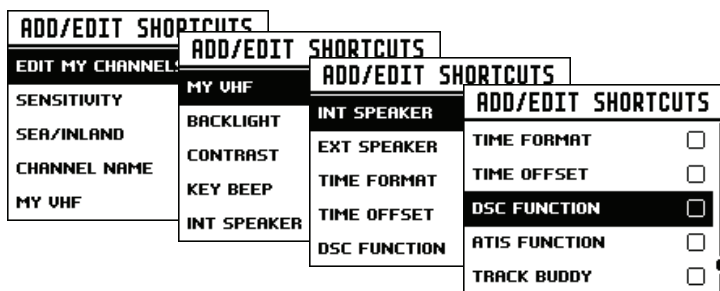 ADD/EDIT SHORTCUTS
EDIT MY CHANNELS
SENSITIVITY
SEA/INLAND
CHANNEL NAME
MY VHF
ADD/EDIT SHORTCUTS
MY VHF
BACKLIGHT
CONTRAST
KEY BEEP
INT SPEAKER
ADD/EDIT SHORTCUTS
INT SPEAKER
EXT SPEAKER
TIME FORMAT
TIME OFFSET
DSC FUNCTION
ADD/EDIT SHORTCUTS
TIME FORMAT
TIME OFFSET
DSC FUNCTION
ATIS FUNCTION
TRACK BUDDY